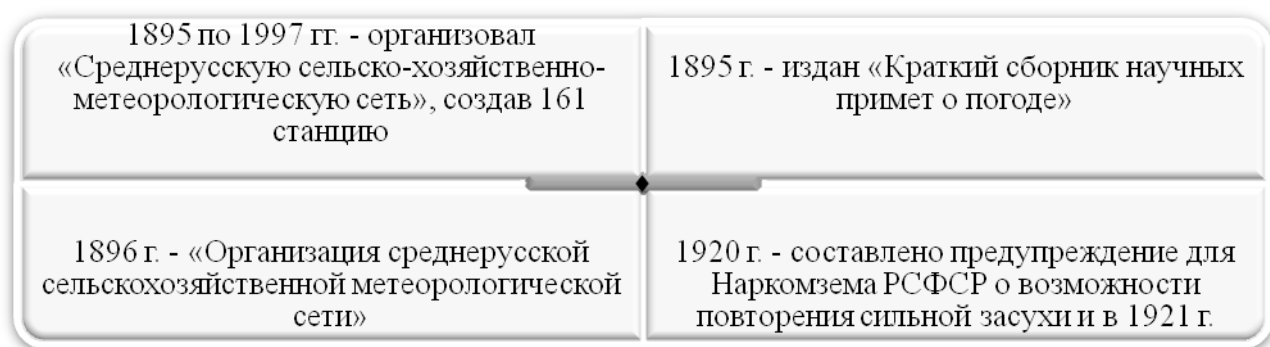 1895 по 1997 гг. - организовал
«Среднерусскую сельско-хозяйственно-
метеорологическую сеть», создав 161
станцию
1895 г. - издан «Краткий сборник научных
примет о погоде»
1896 г. - «Организация среднерусской
сельскохозяйственной метеорологической
сети»
1920 г. - составлено предупреждение для
Наркомзема РСФСР о возможности
повторения сильной засухи и в 1921 г.